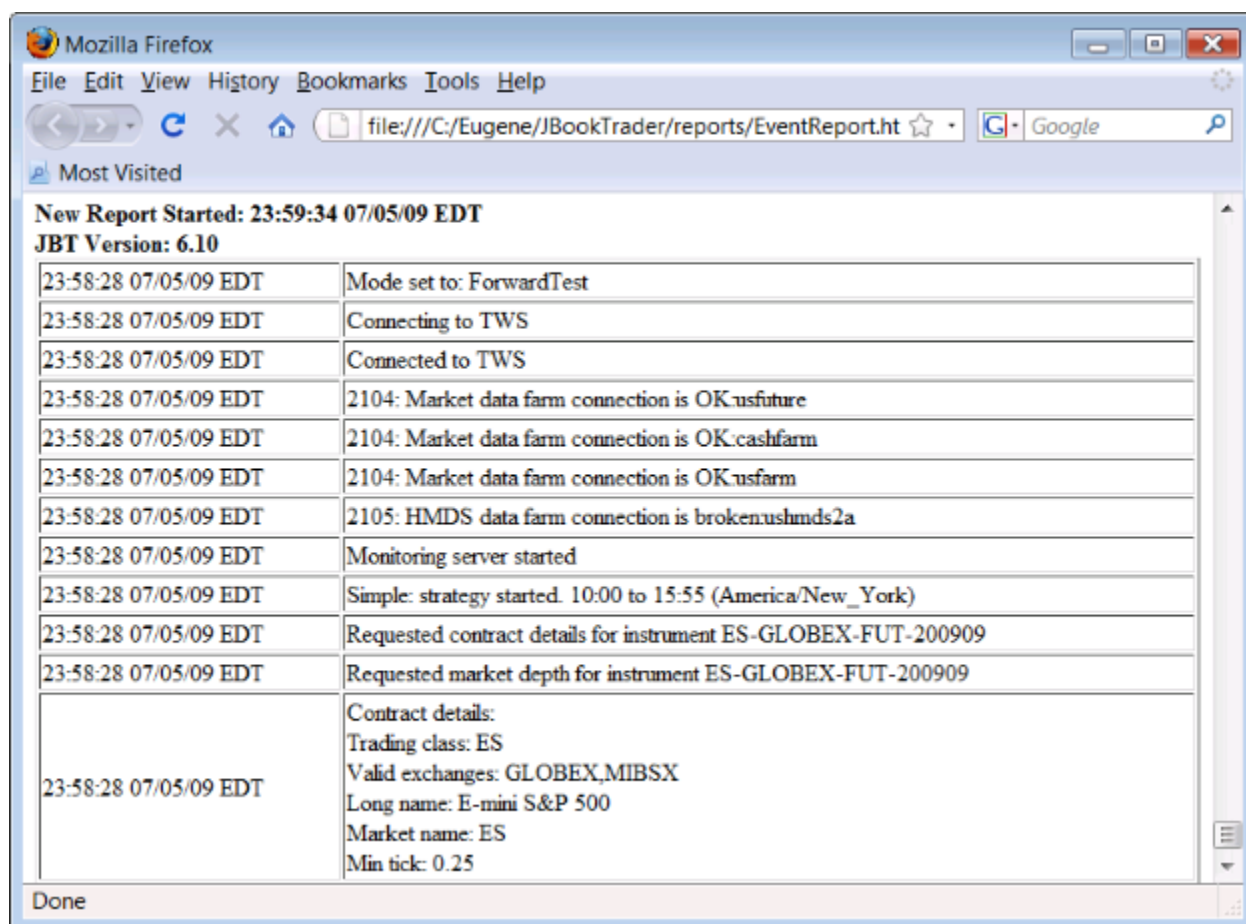 Mozilla Firefox
File Edit View History Bookmarks Tools Help
file:///C:/Eugene/JBookTrader/reports/EventReport.ht
G Google
Most Visited
New Report Started: 23:59:34 07/05/09 EDT
JBT Version: 6.10
23:58:28 07/05/09 EDT Mode set to: ForwardTest
23:58:28 07/05/09 EDT Connecting to TWS
23:58:28 07/05/09 EDT Connected to TWS
23:58:28 07/05/09 EDT 2104: Market data farm connection is OK:usfuture
23:58:28 07/05/09 EDT 2104: Market data farm connection is OK:cashfarm
23:58:28 07/05/09 EDT 2104: Market data farm connection is OK:usfarm
23:58:28 07/05/09 EDT 2105: HMDS data farm connection is broken:ushmds2a
23:58:28 07/05/09 EDT Monitoring server started
23:58:28 07/05/09 EDT Simple: strategy started. 10:00 to 15:55 (America/New_York)
23:58:28 07/05/09 EDT Requested contract details for instrument ES-GLOBEX-FUT-200909
23:58:28 07/05/09 EDT Requested market depth for instrument ES-GLOBEX-FUT-200909
23:58:28 07/05/09 EDT
Contract details:
Trading class: ES
Valid exchanges: GLOBEX,MIBSX
Long name: E-mini S&P 500
Market name: ES
Min tick: 0.25
Done